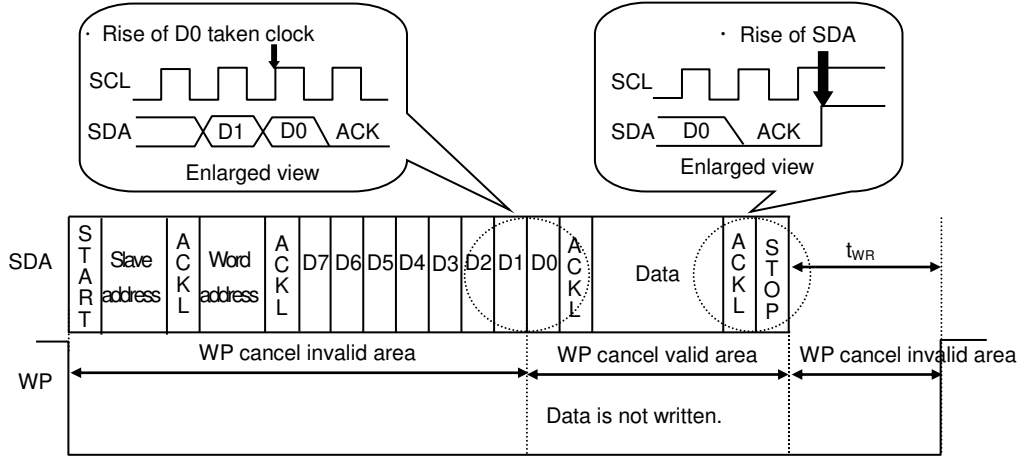 · Rise of D0 taken clock
SCL
SDA D1 D0 ACK
Enlarged view
· Rise of SDA
SCL
SDA D0 ACK
Enlarged view
SDA
START
Slave
address
ACKL
Word
address
ACKL
D7 D6 D5 D4 D3 D2 D1 D0
ACKL
Data
ACKL
STOP
tWR
WP cancel invalid area
WP cancel valid area
WP cancel invalid area
WP
Data is not written.